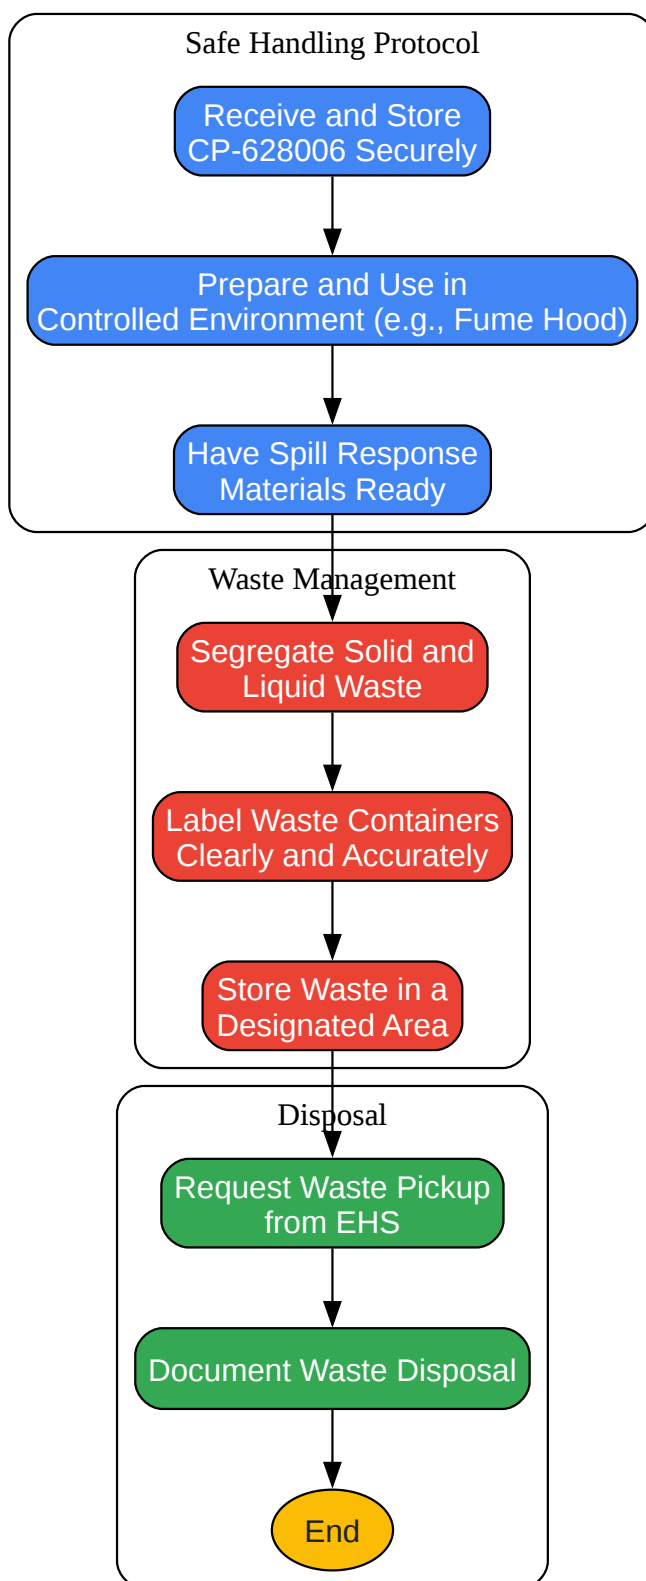 Safe Handling Protocol
Receive and Store
CP-628006 Securely
Prepare and Use in
Controlled Environment (e.g., Fume Hood)
Have Spill Response
Materials Ready
Waste Management
Segregate Solid and
Liquid Waste
Label Waste Containers
Clearly and Accurately
Store Waste in a
Designated Area
Disposal
Request Waste Pickup
from EHS
Document Waste Disposal
End